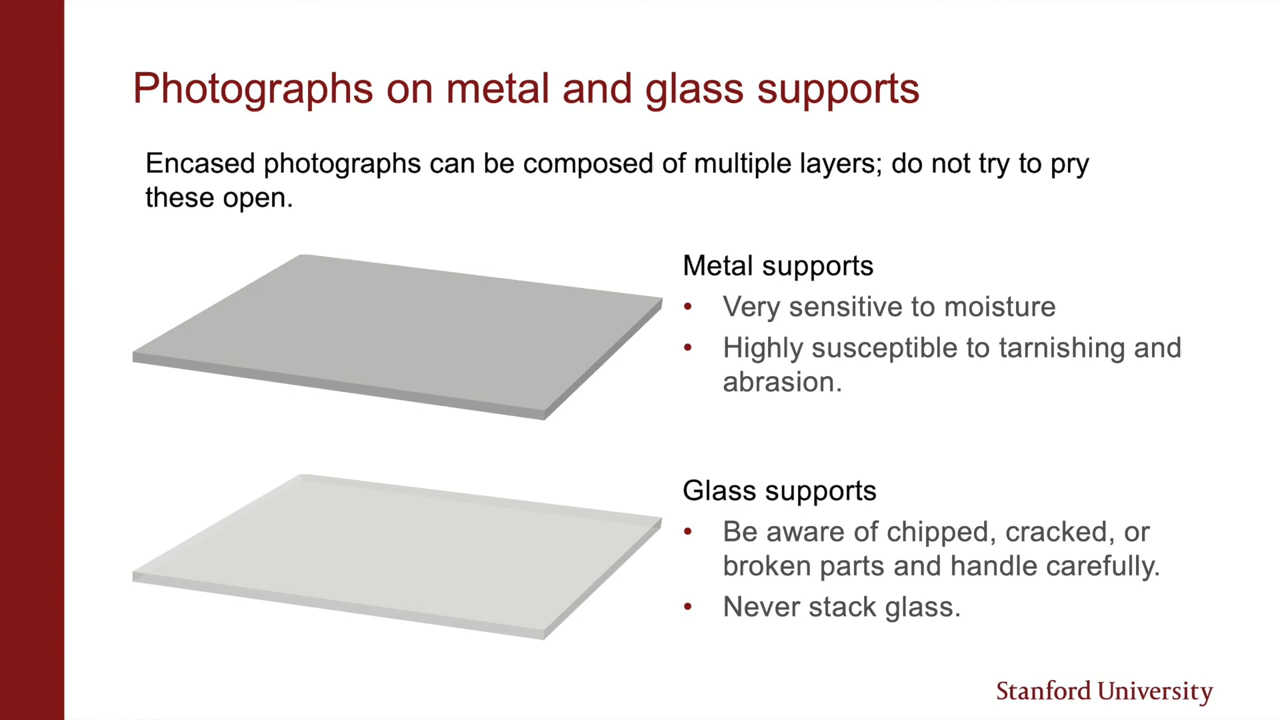 Photographs on metal and glass supports
Encased photographs can be composed of multiple layers; do not try to pry
these open.
Metal supports
• Very sensitive to moisture
• Highly susceptible to tarnishing and
abrasion.
Glass supports
• Be aware of chipped, cracked, or
broken parts and handle carefully.
• Never stack glass.
Stanford University